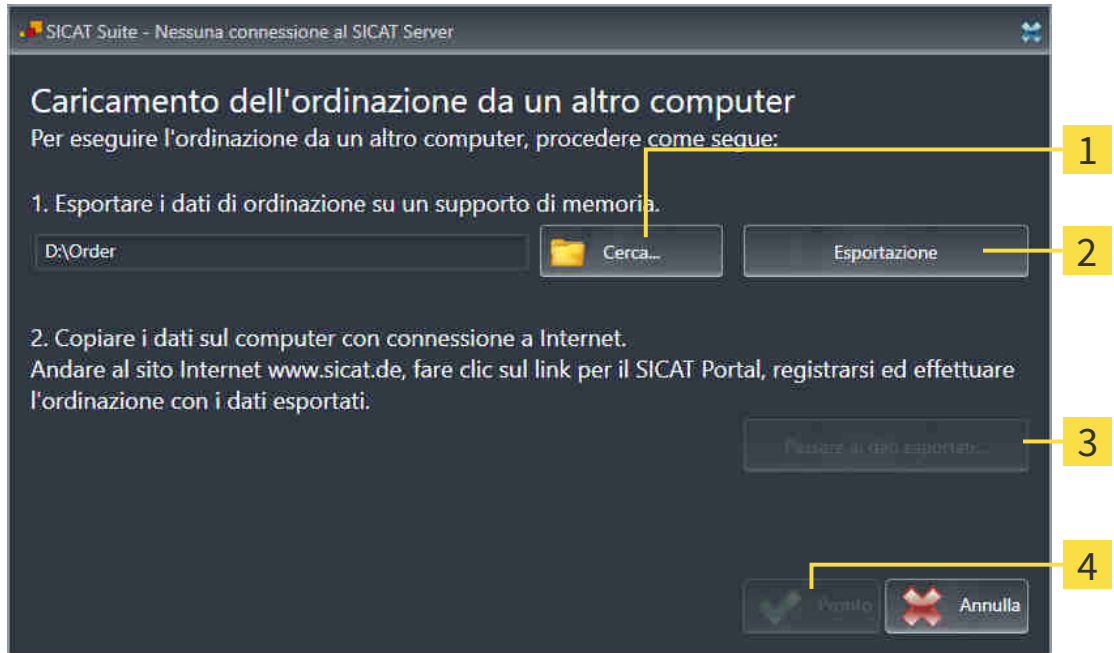 SICAT Suite - Nessuna connessione al SICAT Server
Caricamento dell'ordinazione da un altro computer
Per eseguire l'ordinazione da un altro computer, procedere come segue:
1
1. Esportare i dati di ordinazione su un supporto di memoria.
D:\Order
Cerca...
Esportazione
2
2. Copiare i dati sul computer con connessione a Internet.
Andare al sito Internet www.sicat.de, fare clic sul link per il SICAT Portal, registrarsi ed effettuare
l'ordinazione con i dati esportati.
Passare ai dati esportati...
3
4
Pronto
Annulla